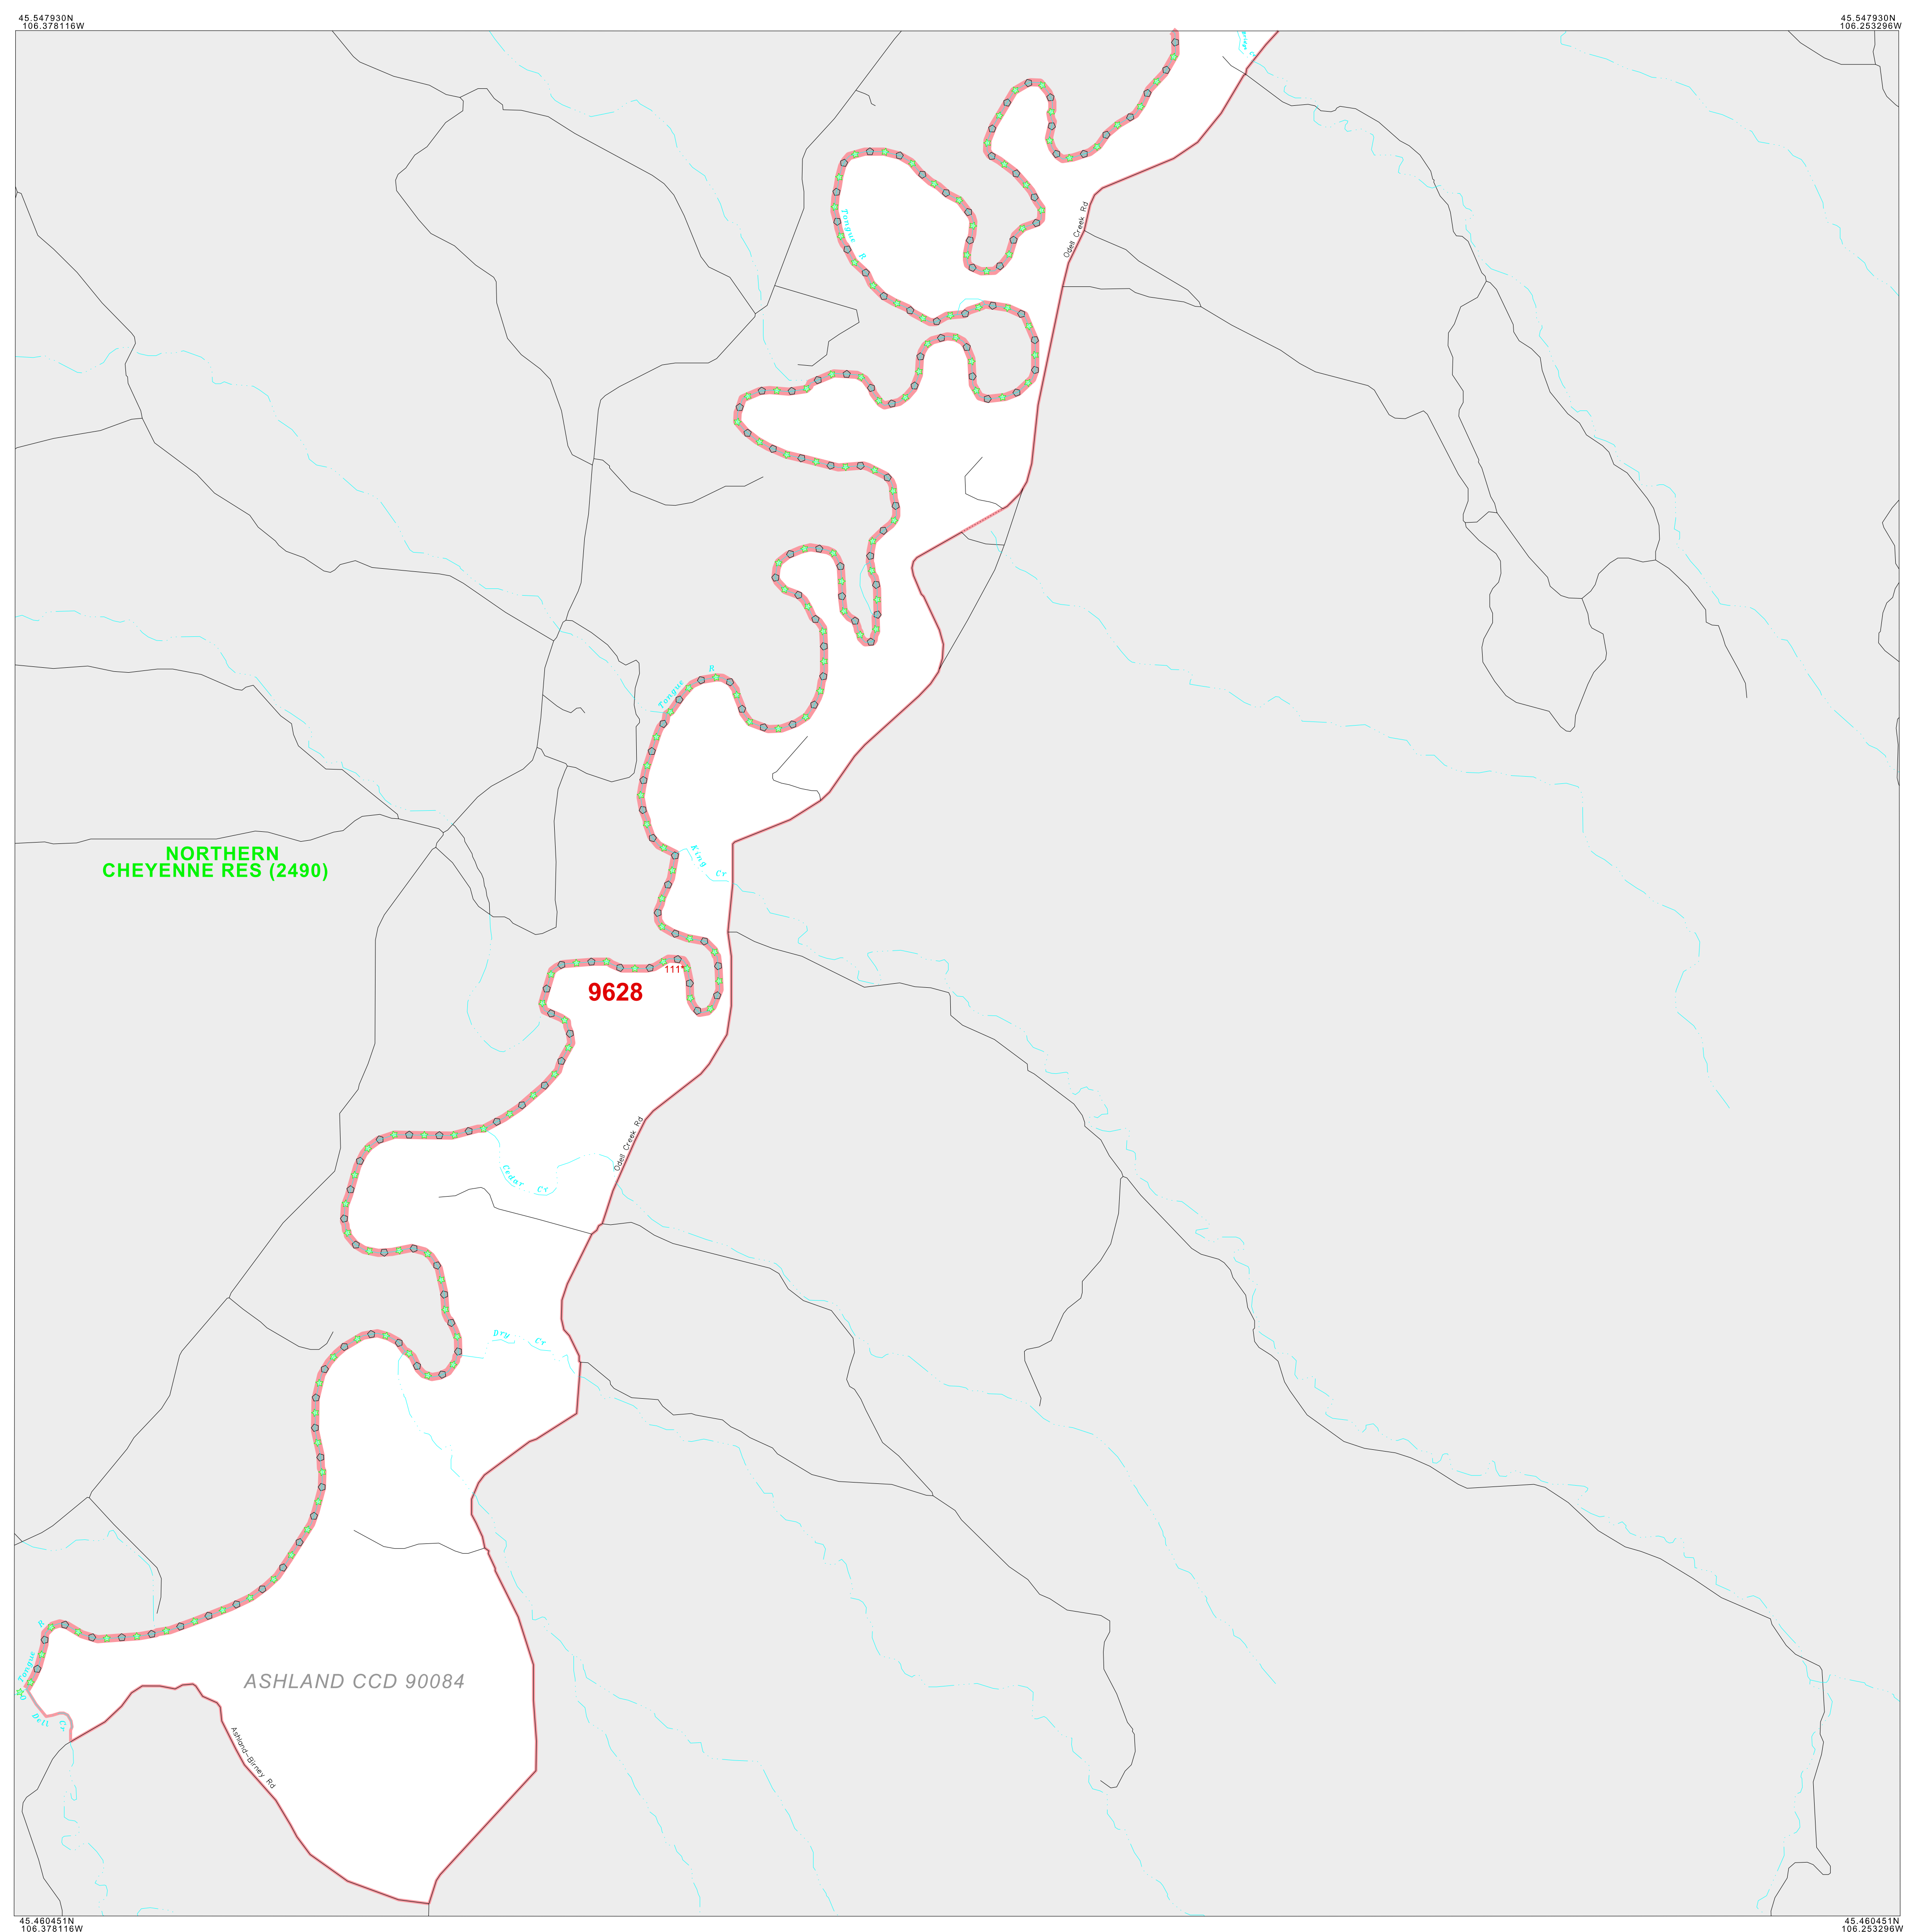 45.547930N
106.378116W
45.547930N
106.253296W
Tongue R
Odell Creek Rd
Tongue R
NORTHERN
CHEYENNE RES (2490)
King Cr
111*
9628
Odell Creek Rd
Cedar Cr
Dry Cr
Tongue R
ASHLAND CCD 90084
O Dell Cr
Ashland-Birney Rd
45.460451N
106.378116W
45.460451N
106.253296W